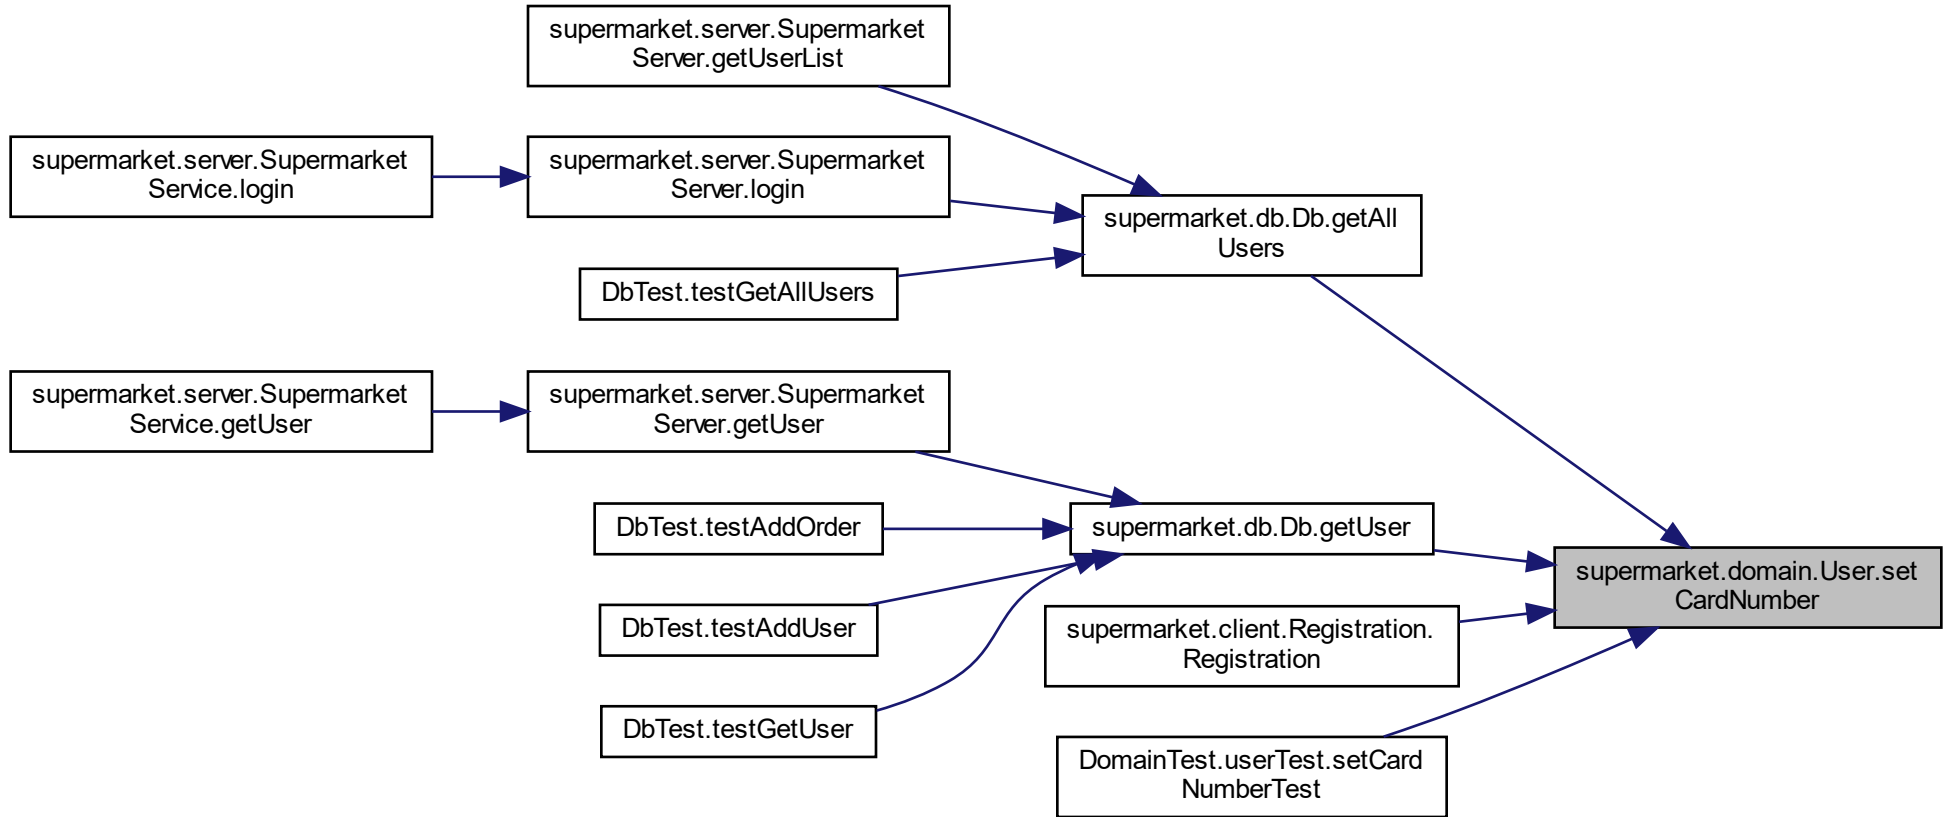 supermarket.server.Supermarket
Server.getUserList
supermarket.server.Supermarket
Service.login
supermarket.server.Supermarket
Server.login
supermarket.db.Db.getAll
Users
DbTest.testGetAllUsers
supermarket.server.Supermarket
Service.getUser
supermarket.server.Supermarket
Server.getUser
DbTest.testAddOrder
supermarket.db.Db.getUser
supermarket.domain.User.set
CardNumber
DbTest.testAddUser
supermarket.client.Registration.
Registration
DbTest.testGetUser
DomainTest.userTest.setCard
NumberTest